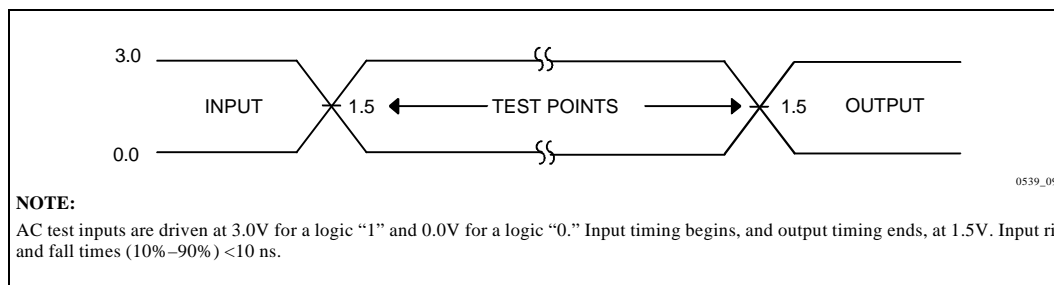 3.0
INPUT 1.5 TEST POINTS 1.5 OUTPUT
0.0
0539_09
NOTE:
AC test inputs are driven at 3.0V for a logic “1” and 0.0V for a logic “0.” Input timing begins, and output timing ends, at 1.5V. Input ri
and fall times (10%–90%) <10 ns.